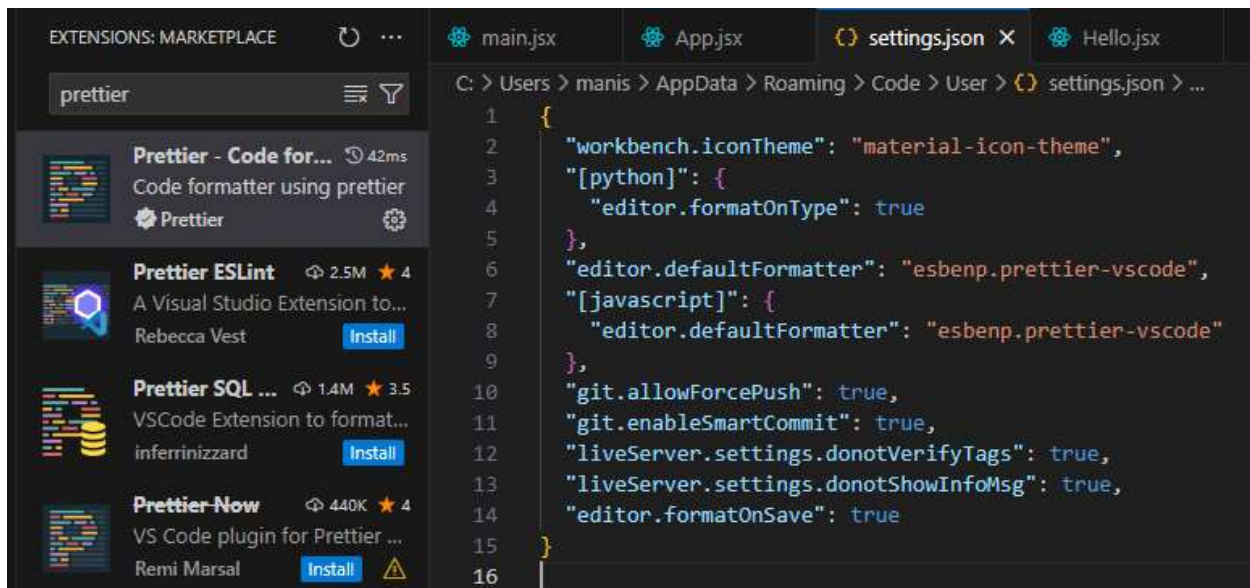 EXTENSIONS: MARKETPLACE
prettier
Prettier - Code for... 42ms
Code formatter using prettier
Prettier
Prettier ESLint 2.5M ★ 4
A Visual Studio Extension to...
Rebecca Vest Install
Prettier SQL ... 1.4M ★ 3.5
VSCode Extension to format...
inferrinizzard Install
Prettier Now 440K ★ 4
VS Code plugin for Prettier ...
Remi Marsal Install
main.jsx App.jsx {} settings.json × Hello.jsx
C: > Users > manis > AppData > Roaming > Code > User > {} settings.json > ...
1 {
2 "workbench.iconTheme": "material-icon-theme",
3 "[python]": {
4 "editor.formatOnType": true
5 },
6 "editor.defaultFormatter": "esbenp.prettier-vscode",
7 "[javascript]": {
8 "editor.defaultFormatter": "esbenp.prettier-vscode"
9 },
10 "git.allowForcePush": true,
11 "git.enableSmartCommit": true,
12 "liveServer.settings.donotVerifyTags": true,
13 "liveServer.settings.donotShowInfoMsg": true,
14 "editor.formatOnSave": true
15 }
16